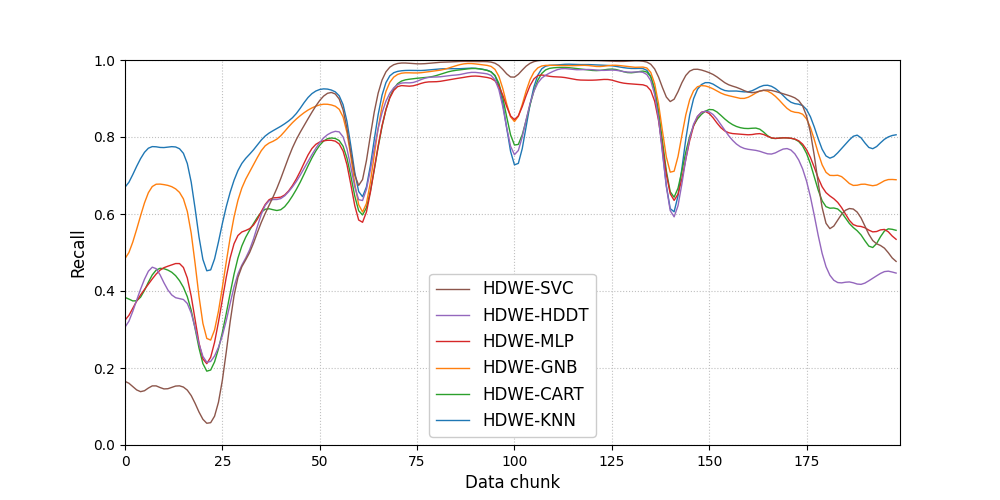 1.0
0.8
0.6
0.4
0.2
0.0
Recall
HDWE-SVC
HDWE-HDDT
HDWE-MLP
HDWE-GNB
HDWE-CART
HDWE-KNN
0 25 50 75 100 125 150 175
Data chunk